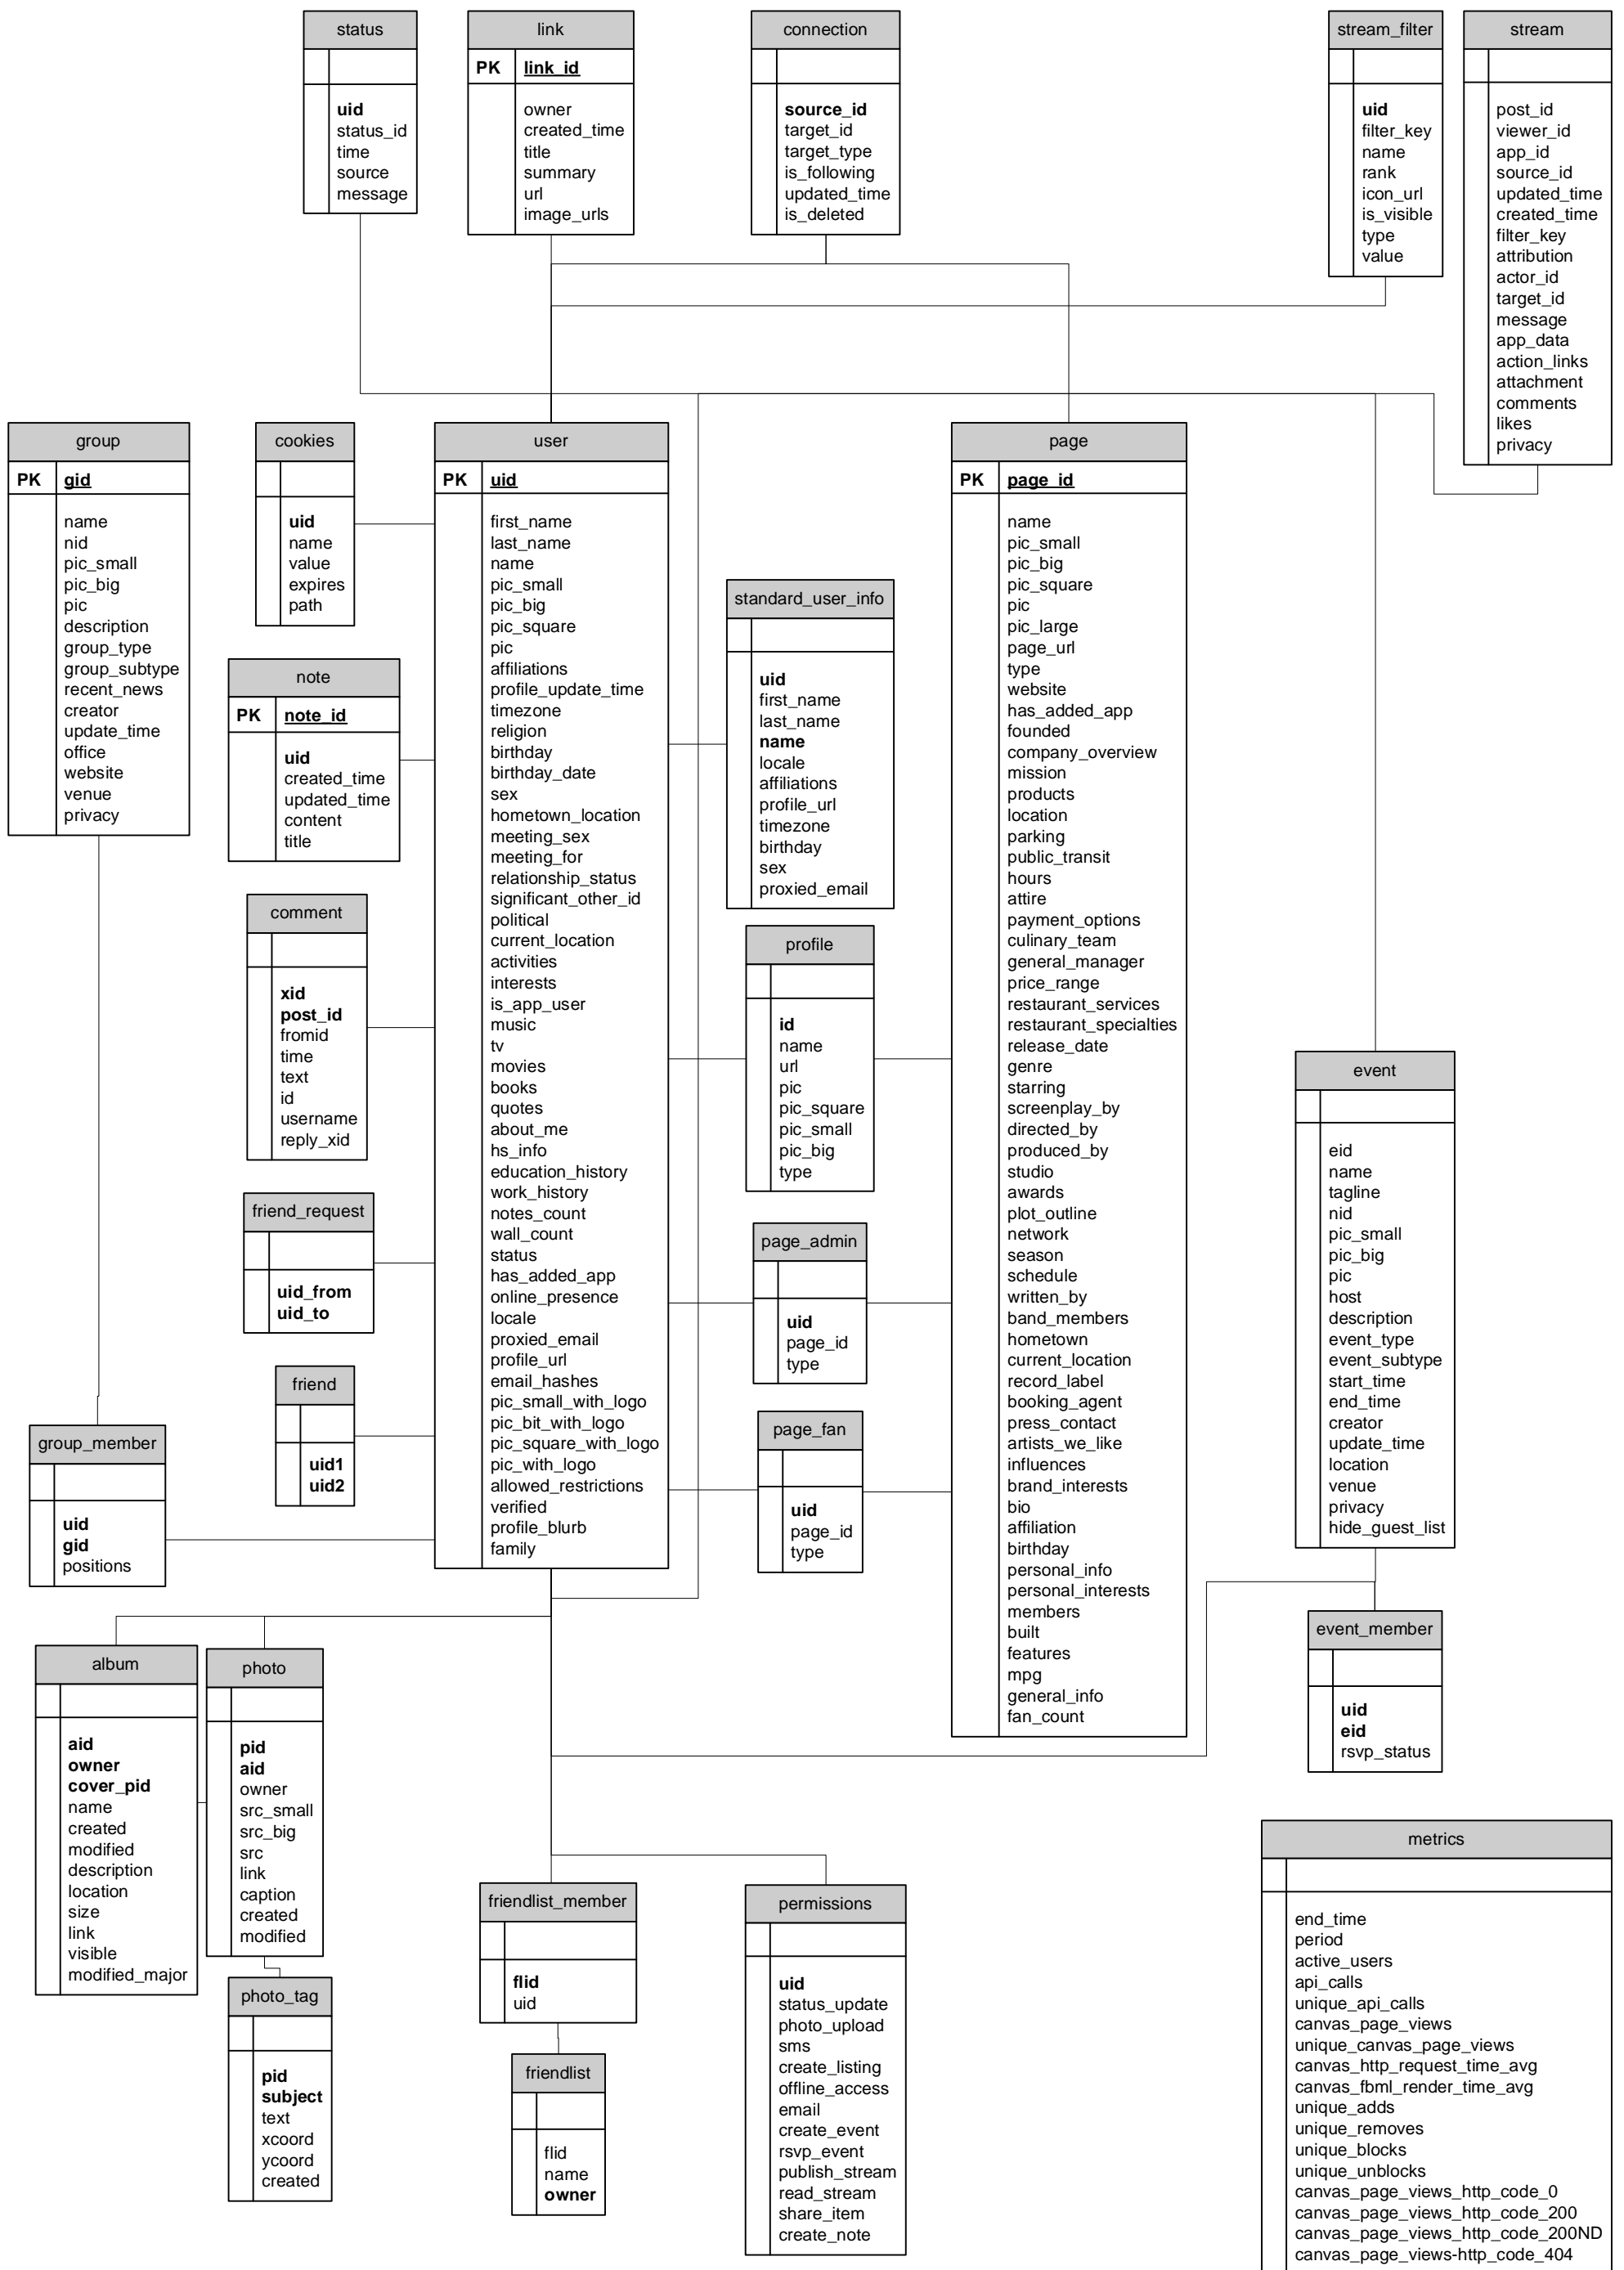 status
uid
status_id
time
source
message
link
PK link_id
owner
created_time
title
summary
url
image_urls
connection
source_id
target_id
target_type
is_following
updated_time
is_deleted
stream_filter
uid
filter_key
name
rank
icon_url
is_visible
type
value
stream
post_id
viewer_id
app_id
source_id
updated_time
created_time
filter_key
attribution
actor_id
target_id
message
app_data
action_links
attachment
comments
likes
privacy
group
PK gid
name
nid
pic_small
pic_big
pic
description
group_type
group_subtype
recent_news
creator
update_time
office
website
venue
privacy
cookies
uid
name
value
expires
path
note
PK note_id
uid
created_time
updated_time
content
title
comment
xid
post_id
fromid
time
text
id
username
reply_xid
friend_request
uid_from
uid_to
friend
uid1
uid2
group_member
uid
gid
positions
user
PK uid
first_name
last_name
name
pic_small
pic_big
pic_square
pic
affiliations
profile_update_time
timezone
religion
birthday
birthday_date
sex
hometown_location
meeting_sex
meeting_for
relationship_status
significant_other_id
political
current_location
activities
interests
is_app_user
music
tv
movies
books
quotes
about_me
hs_info
education_history
work_history
notes_count
wall_count
status
has_added_app
online_presence
locale
proxied_email
profile_url
email_hashes
pic_small_with_logo
pic_bit_with_logo
pic_square_with_logo
pic_with_logo
allowed_restrictions
verified
profile_blurb
family
standard_user_info
uid
first_name
last_name
name
locale
affiliations
profile_url
timezone
birthday
sex
proxied_email
profile
id
name
url
pic
pic_square
pic_small
pic_big
type
page_admin
uid
page_id
type
page_fan
uid
page_id
type
page
PK page_id
name
pic_small
pic_big
pic_square
pic
pic_large
page_url
type
website
has_added_app
founded
company_overview
mission
products
location
parking
public_transit
hours
attire
payment_options
culinary_team
general_manager
price_range
restaurant_services
restaurant_specialties
release_date
genre
starring
screenplay_by
directed_by
produced_by
studio
awards
plot_outline
network
season
schedule
written_by
band_members
hometown
current_location
record_label
booking_agent
press_contact
artists_we_like
influences
brand_interests
bio
affiliation
birthday
personal_info
personal_interests
members
built
features
mpg
general_info
fan_count
event
eid
name
tagline
nid
pic_small
pic_big
pic
host
description
event_type
event_subtype
start_time
end_time
creator
update_time
location
venue
privacy
hide_guest_list
event_member
uid
eid
rsvp_status
album
aid
owner
cover_pid
name
created
modified
description
location
size
link
visible
modified_major
photo
pid
aid
owner
src_small
src_big
src
link
caption
created
modified
photo_tag
pid
subject
text
xcoord
ycoord
created
friendlist_member
flid
uid
friendlist
flid
name
owner
permissions
uid
status_update
photo_upload
sms
create_listing
offline_access
email
create_event
rsvp_event
publish_stream
read_stream
share_item
create_note
metrics
end_time
period
active_users
api_calls
unique_api_calls
canvas_page_views
unique_canvas_page_views
canvas_http_request_time_avg
canvas_fbml_render_time_avg
unique_adds
unique_removes
unique_blocks
unique_unblocks
canvas_page_views_http_code_0
canvas_page_views_http_code_200
canvas_page_views_http_code_200ND
canvas_page_views-http_code_404